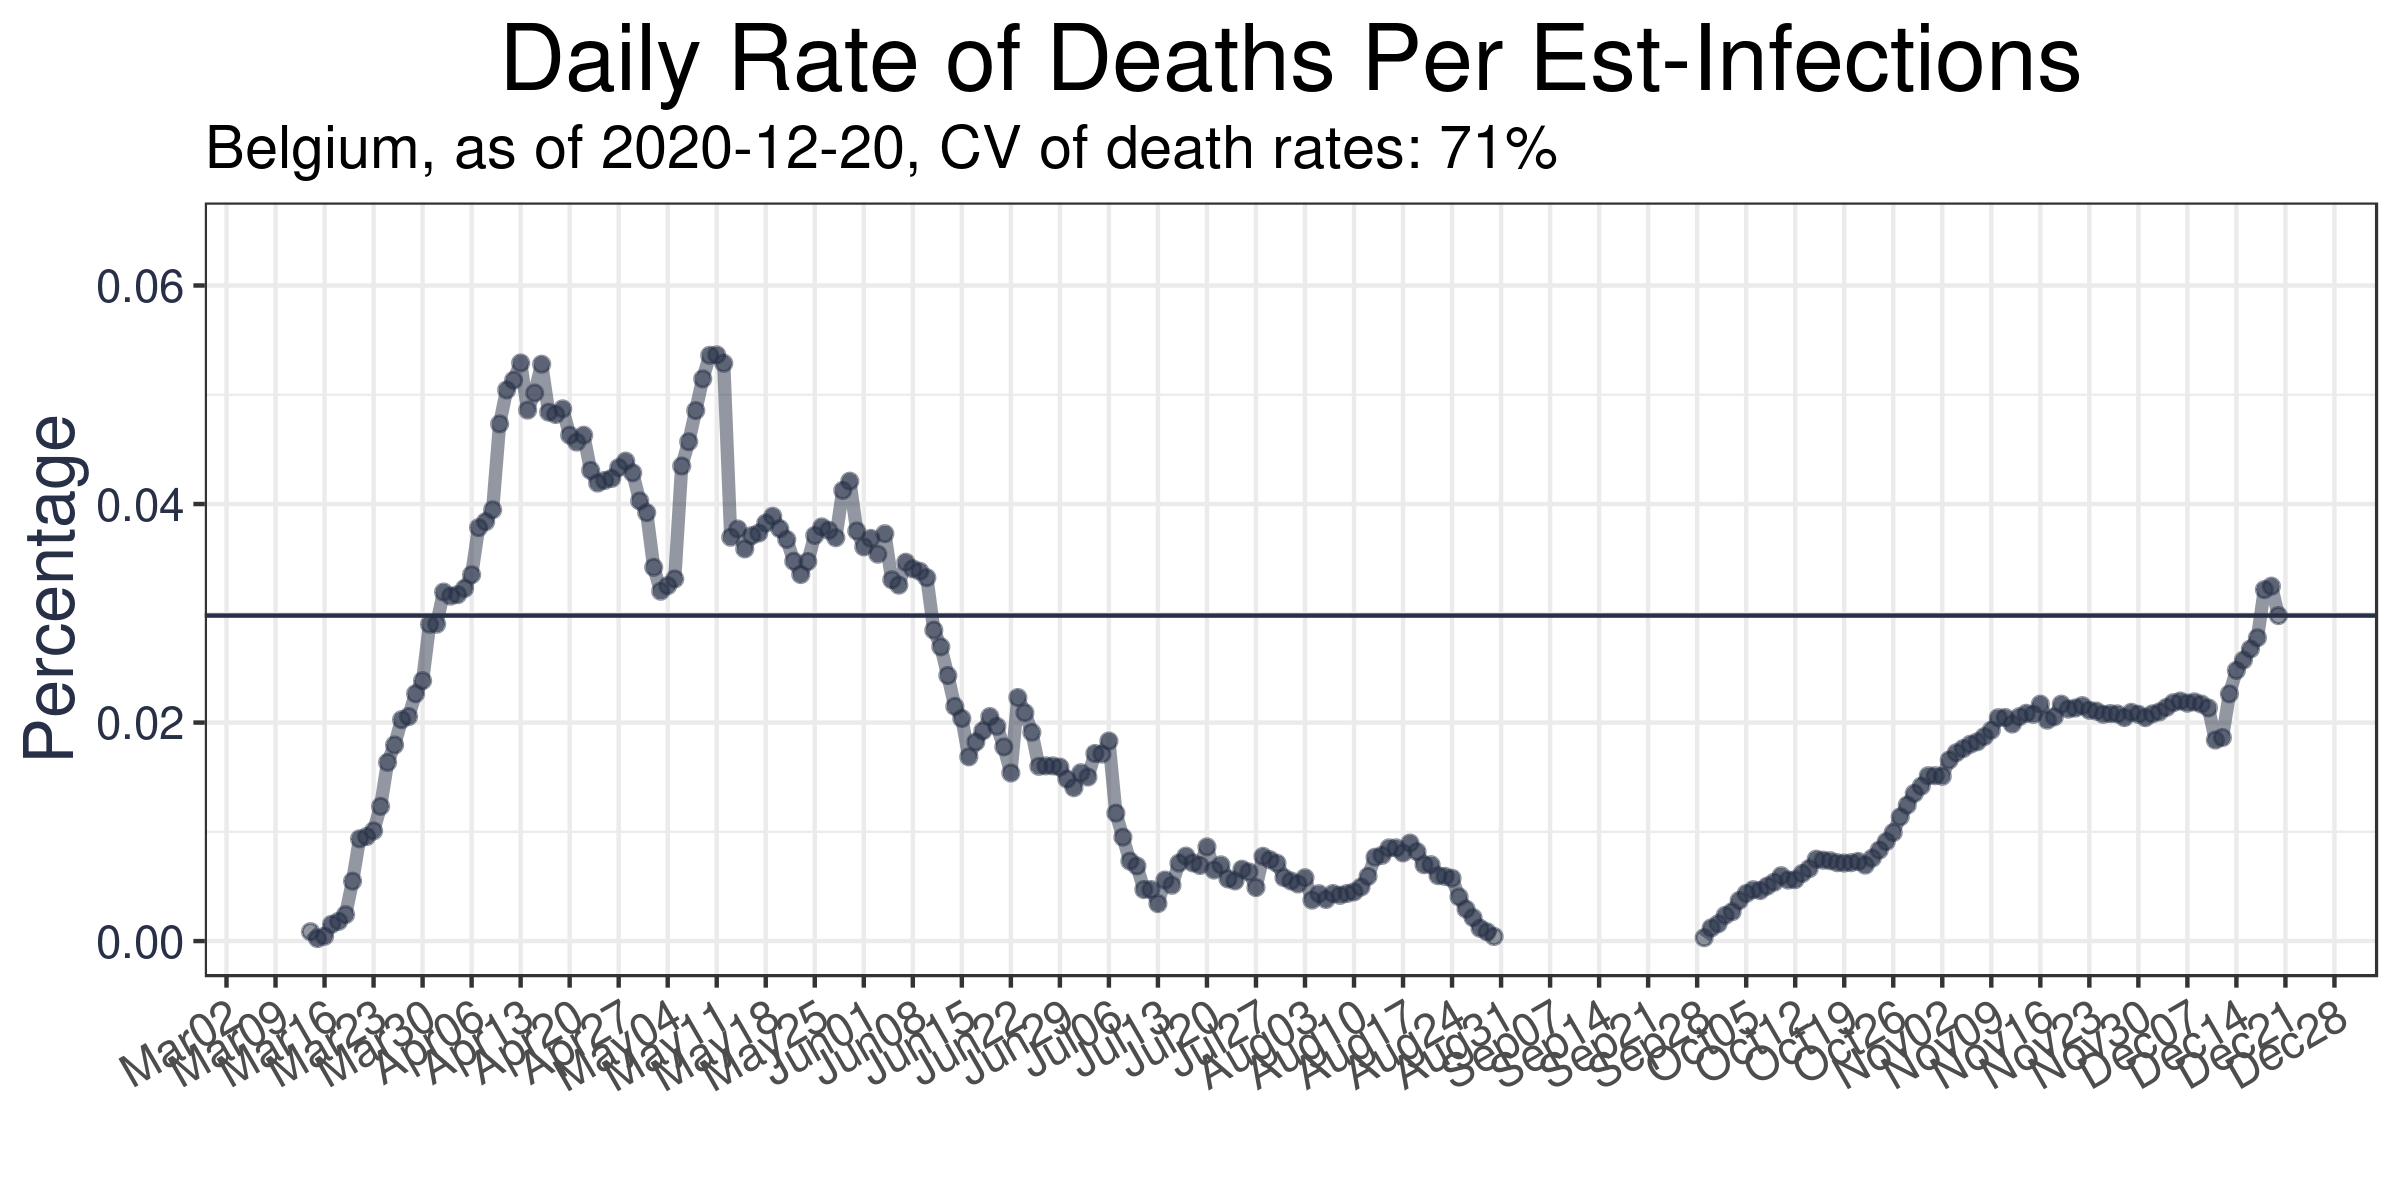 Daily Rate of Deaths Per Est-Infections
Belgium, as of 2020-12-20, CV of death rates: 71%
Percentage
0.06
0.04
0.02
0.00
Mar02
Mar09
Mar16
Mar23
Mar30
Apr06
Apr13
Apr20
Apr27
May04
May11
May18
May25
Jun01
Jun08
Jun15
Jun22
Jun29
Jul06
Jul13
Jul20
Jul27
Aug03
Aug10
Aug17
Aug24
Aug31
Sep07
Sep14
Sep21
Sep28
Oct05
Oct12
Oct19
Oct26
Nov02
Nov09
Nov16
Nov23
Nov30
Dec07
Dec14
Dec21
Dec28